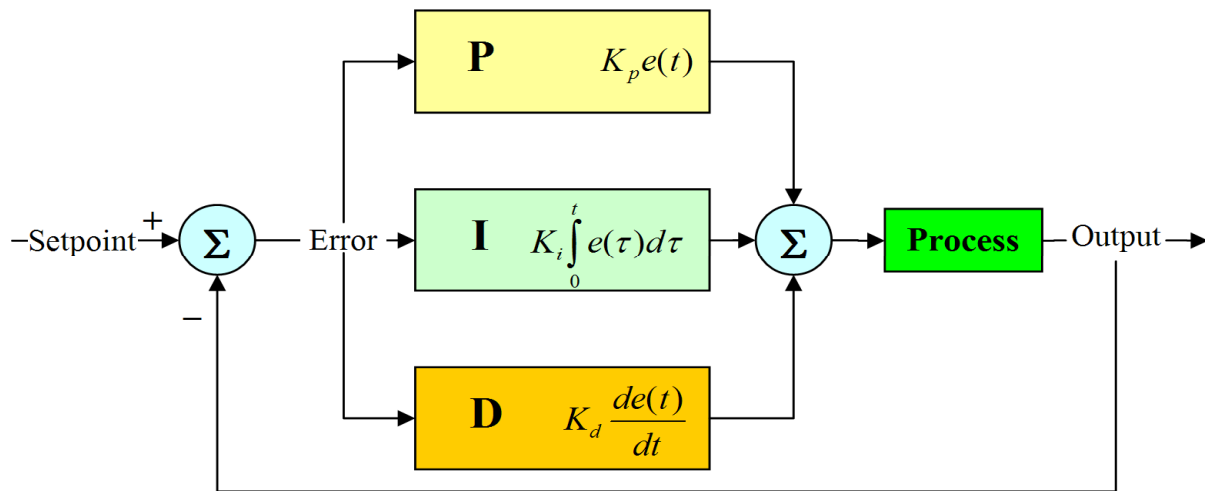 P K_p e(t)
Setpoint + Σ Error I K_i ∫_0^t e(τ)dτ Σ Process Output
−
D K_d de(t)/dt